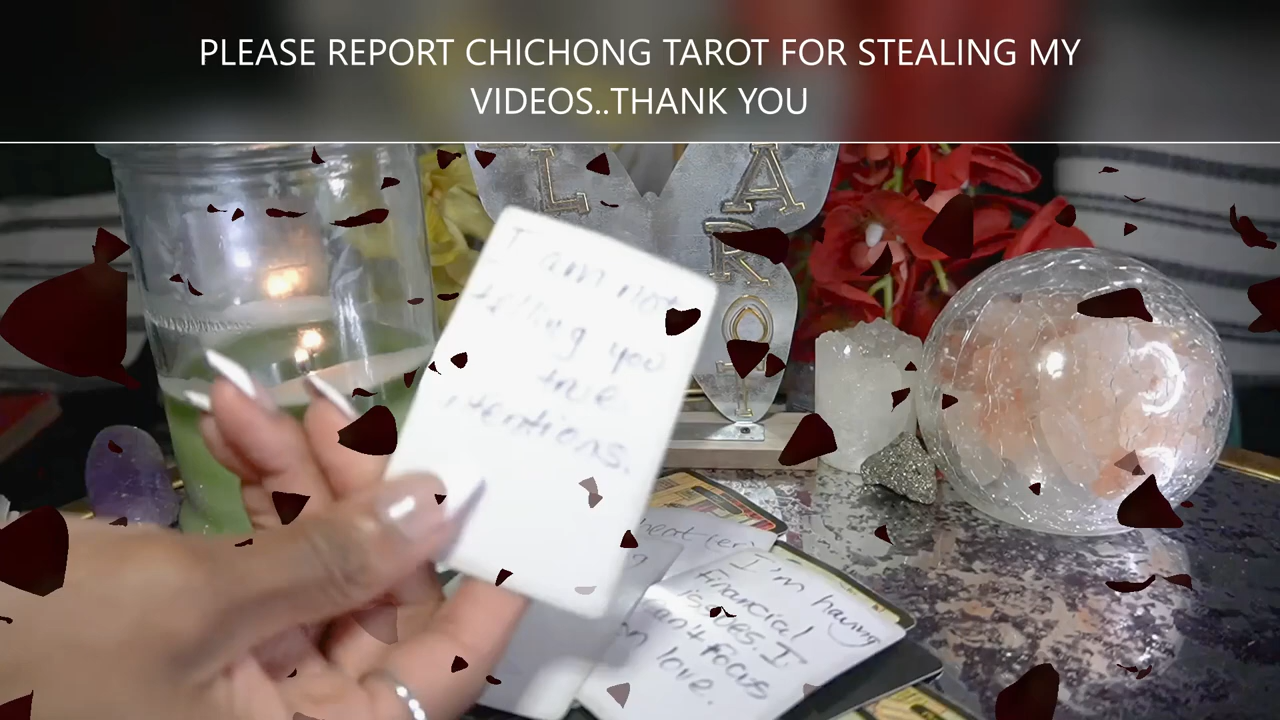 PLEASE REPORT CHICHONG TAROT FOR STEALING MY
VIDEOS..THANK YOU
L
A
R
O
T
I am not
telling you
true
intentions.
I'm having
Financial
issues. I
can't focus
on love.